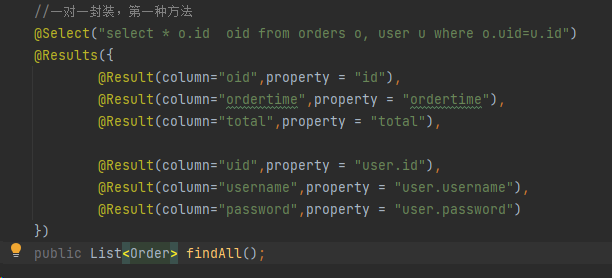 //一对一封装，第一种方法
@Select("select * o.id  oid from orders o, user u where o.uid=u.id")
@Results({
@Result(column="oid",property = "id"),
@Result(column="ordertime",property = "ordertime"),
@Result(column="total",property = "total"),
@Result(column="uid",property = "user.id"),
@Result(column="username",property = "user.username"),
@Result(column="password",property = "user.password")
})
public List<Order> findAll();